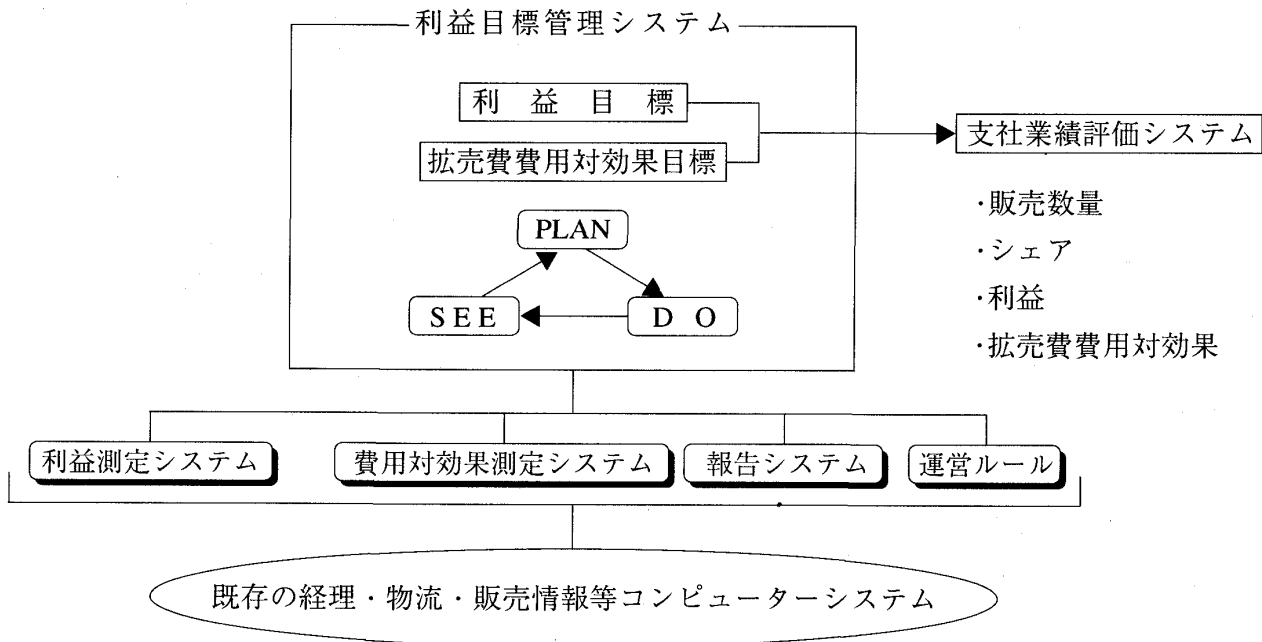 利益目標管理システム
利益目標
拡売費費用対効果目標
支社業績評価システム
・販売数量
・シェア
・利益
・拡売費費用対効果
PLAN
SEE
DO
利益測定システム
費用対効果測定システム
報告システム
運営ルール
既存の経理・物流・販売情報等コンピューターシステム